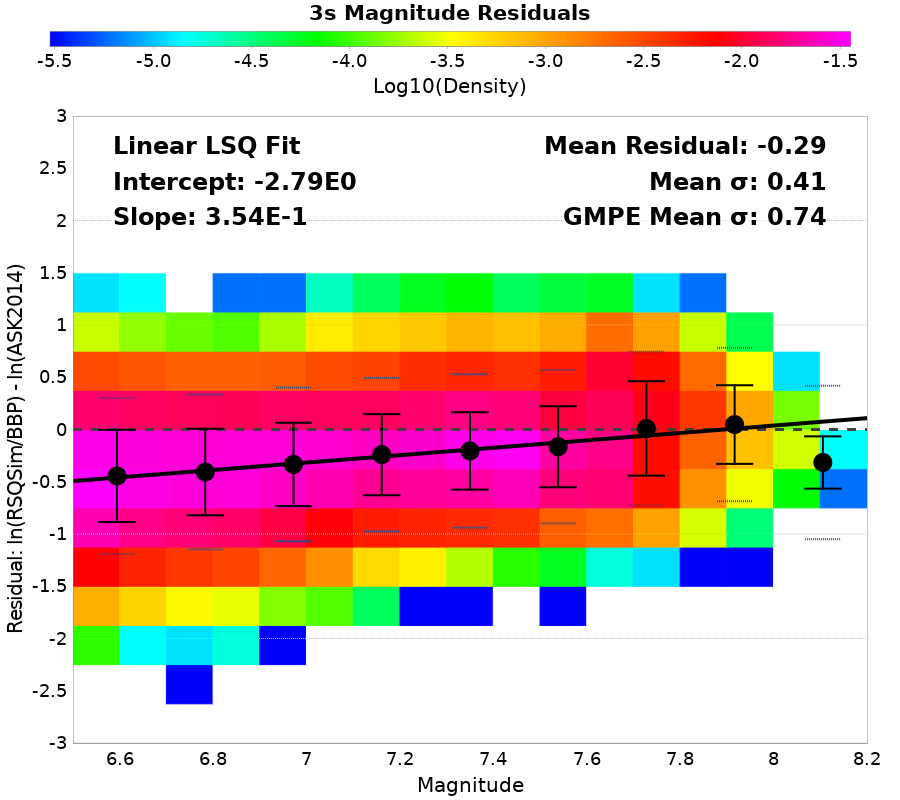 3s Magnitude Residuals
-5.5 -5.0 -4.5 -4.0 -3.5 -3.0 -2.5 -2.0 -1.5
Log10(Density)
Linear LSQ Fit
Intercept: -2.79E0
Slope: 3.54E-1
Mean Residual: -0.29
Mean σ: 0.41
GMPE Mean σ: 0.74
Residual: ln(RSQSim/BBP) - ln(ASK2014)
3
2.5
2
1.5
1
0.5
0
-0.5
-1
-1.5
-2
-2.5
-3
6.6 6.8 7 7.2 7.4 7.6 7.8 8 8.2
Magnitude